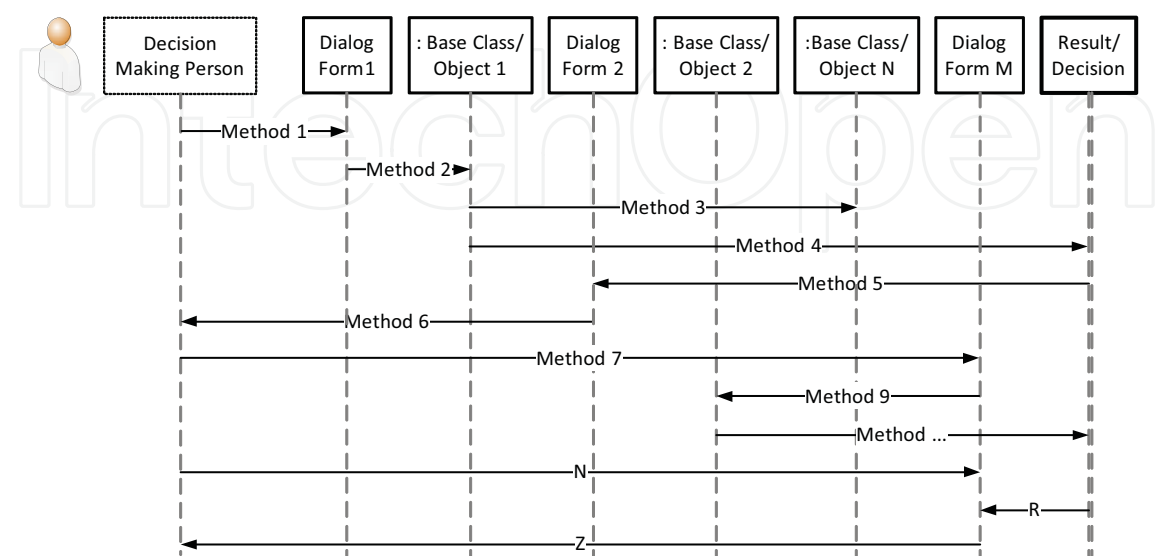 Decision
Making Person
Dialog
Form1
: Base Class/
Object 1
Dialog
Form 2
: Base Class/
Object 2
:Base Class/
Object N
Dialog
Form M
Result/
Decision
Method 1
Method 2
Method 3
Method 4
Method 5
Method 6
Method 7
Method 9
Method ...
N
R
Z
IntechOpen